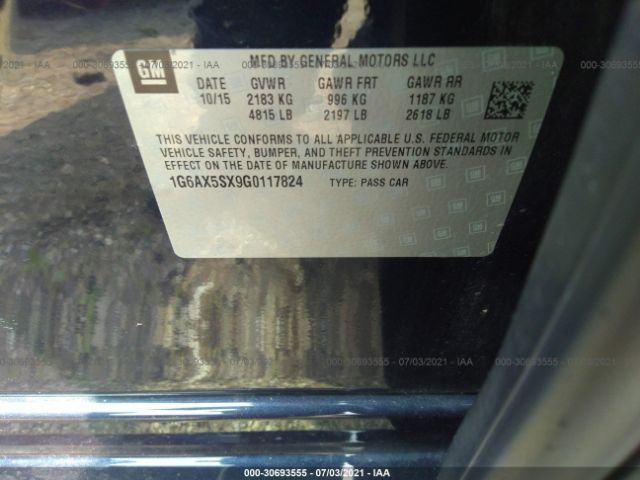 GM
MFD BY GENERAL MOTORS LLC
DATE GVWR GAWR FRT GAWR RR
10/15 2183 KG 996 KG 1187 KG
4815 LB 2197 LB 2618 LB
THIS VEHICLE CONFORMS TO ALL APPLICABLE U.S. FEDERAL MOTOR
VEHICLE SAFETY, BUMPER, AND THEFT PREVENTION STANDARDS IN
EFFECT ON THE DATE OF MANUFACTURE SHOWN ABOVE.
1G6AX5SX9G0117824 TYPE: PASS CAR
000-30693555 - 07/03/2021 - IAA